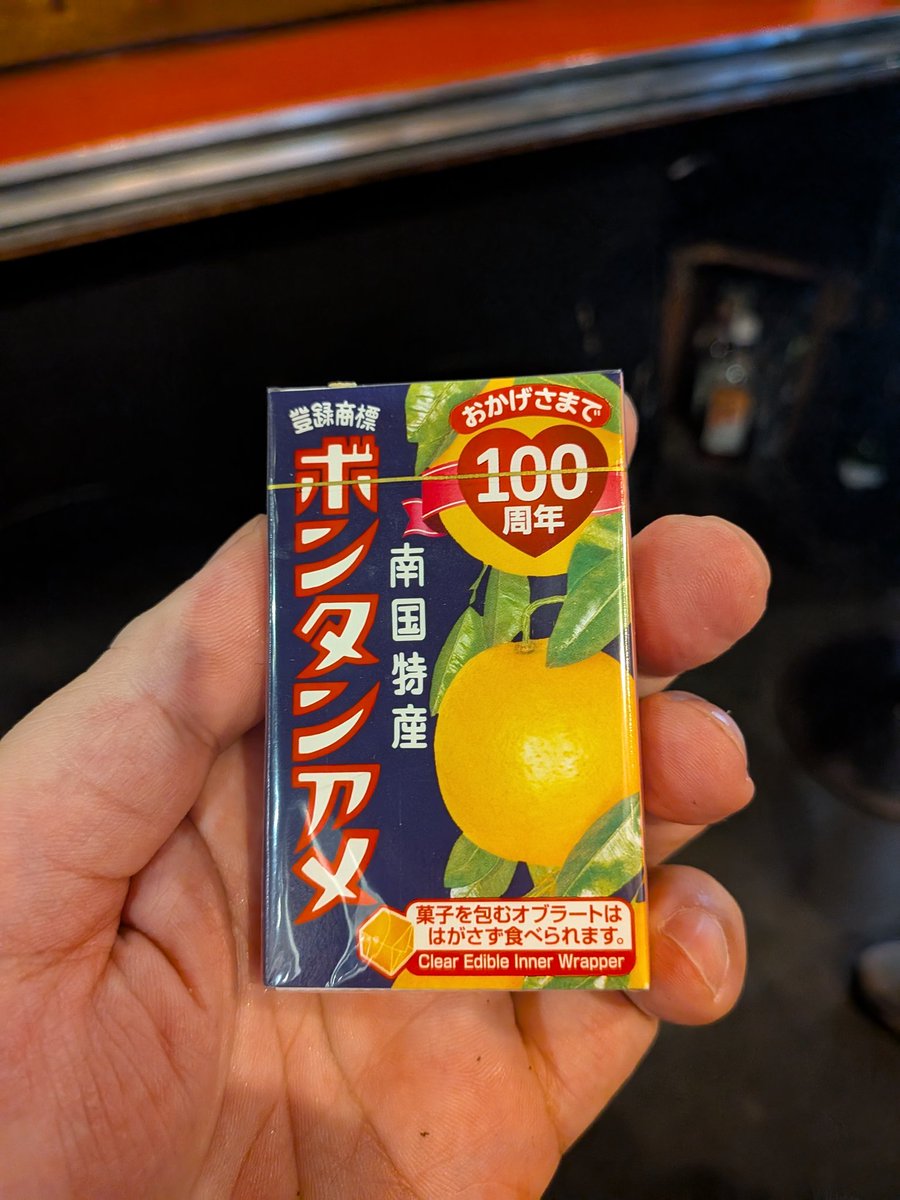 登録商標
ボンタンアメ
南国特産
おかげさまで
100
周年
菓子を包むオブラートは
はがさず食べられます。
Clear Edible Inner Wrapper